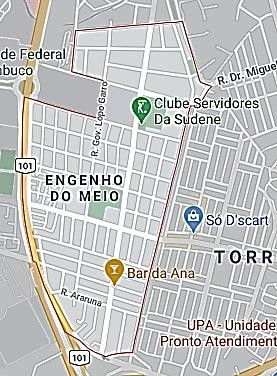 de Federal
mbuco
R. Gov. Lopo Garro
R. Dr. Miguel
Clube Servidores
Da Sudene
101
ENGENHO
DO MEIO
Só D'scart
TORR
Bar da Ana
R. Araruna
UPA - Unidade
Pronto Atendiment
101